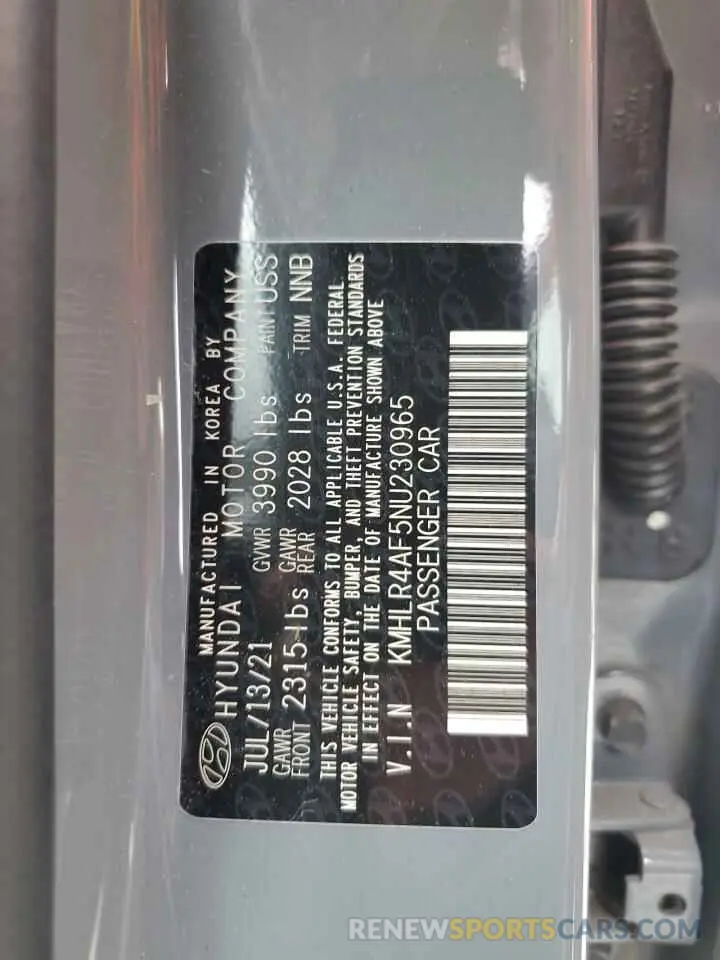 MANUFACTURED IN KOREA BY
HYUNDAI MOTOR COMPANY
JUL/13/21 GVWR 3990 lbs PAINT USS
GAWR FRONT 2315 lbs GAWR REAR 2028 lbs TRIM NNB
THIS VEHICLE CONFORMS TO ALL APPLICABLE U.S.A. FEDERAL
MOTOR VEHICLE SAFETY, BUMPER, AND THEFT PREVENTION STANDARDS
IN EFFECT ON THE DATE OF MANUFACTURE SHOWN ABOVE
V.I.N KMHLR4AF5NU230965
PASSENGER CAR
RENEWSPORTSCARS.COM